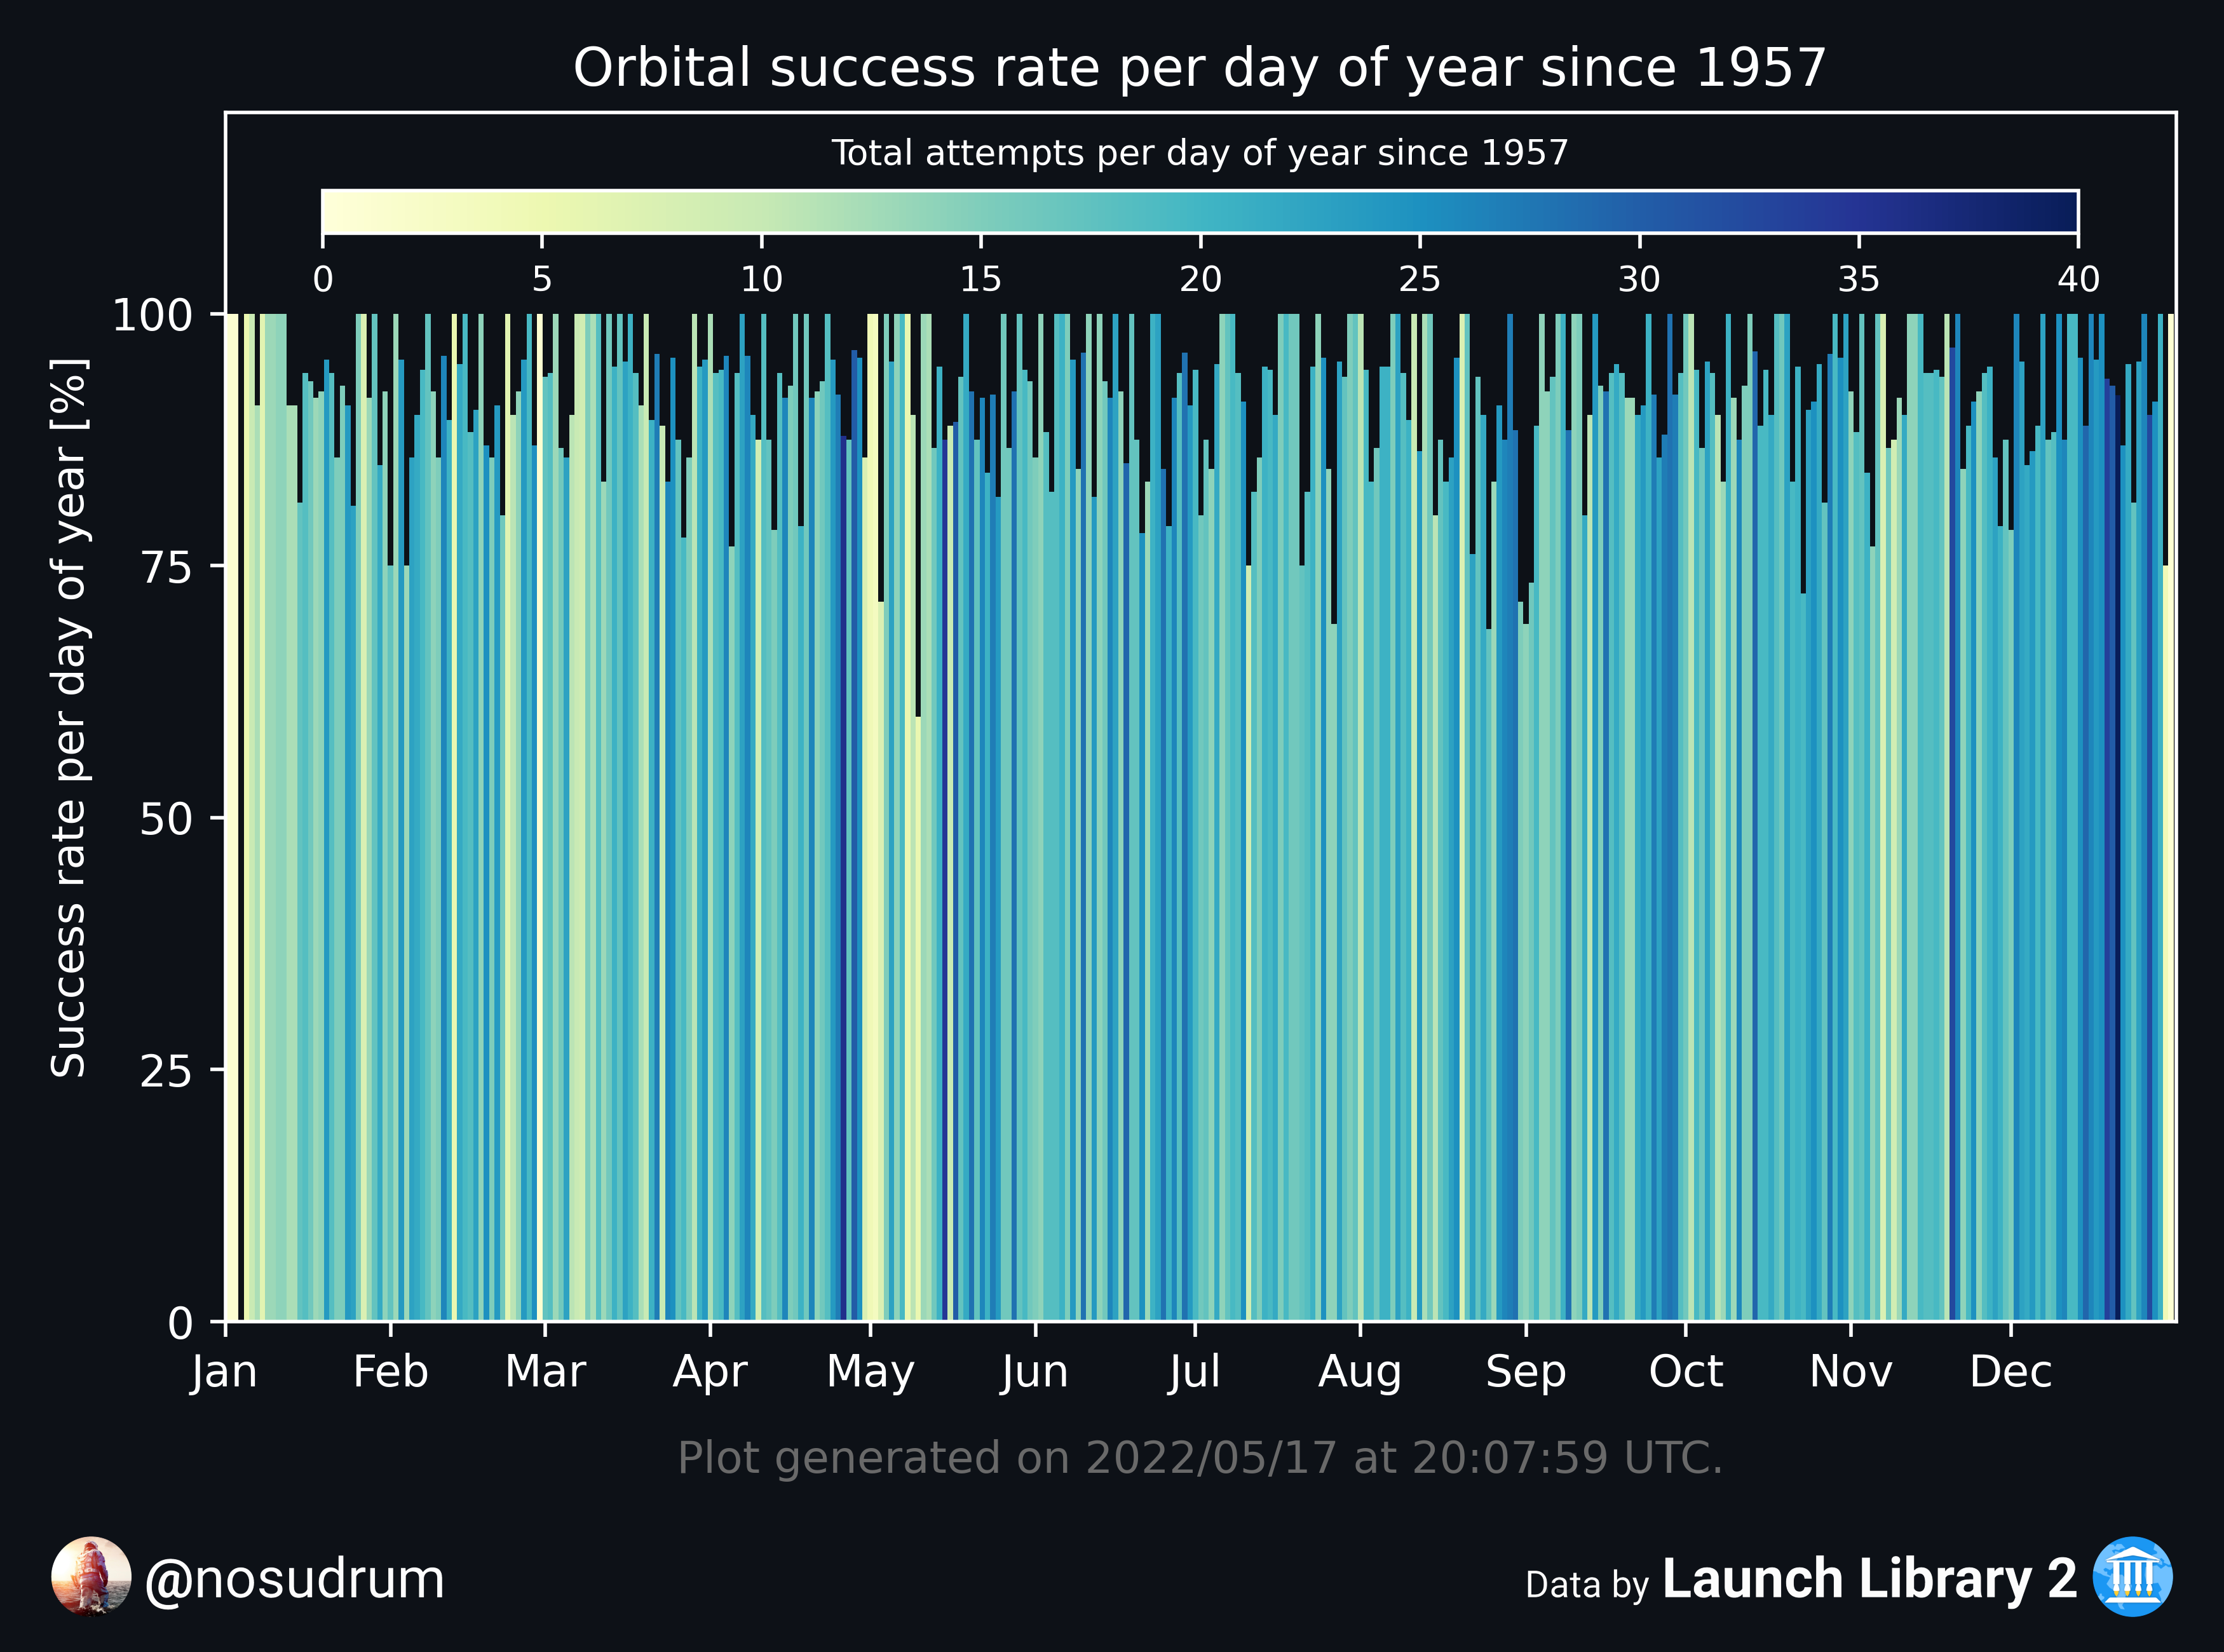 Orbital success rate per day of year since 1957
Total attempts per day of year since 1957
0 5 10 15 20 25 30 35 40
Success rate per day of year [%]
100
75
50
25
0
Jan Feb Mar Apr May Jun Jul Aug Sep Oct Nov Dec
Plot generated on 2022/05/17 at 20:07:59 UTC.
@nosudrum
Data by Launch Library 2